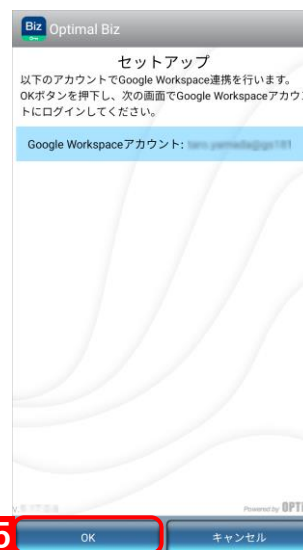 Biz Optimal Biz
セットアップ
以下のアカウントでGoogle Workspace連携を行います。
OKボタンを押下し、次の画面でGoogle Workspaceアカウ
トにログインしてください。
Google Workspaceアカウント:
Powered by OPTI
5
OK
キャンセル